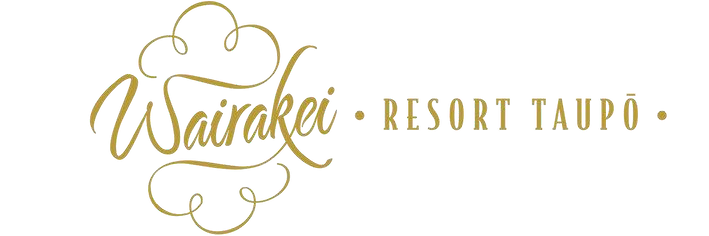 Wairakei • RESORT TAUPŌ •